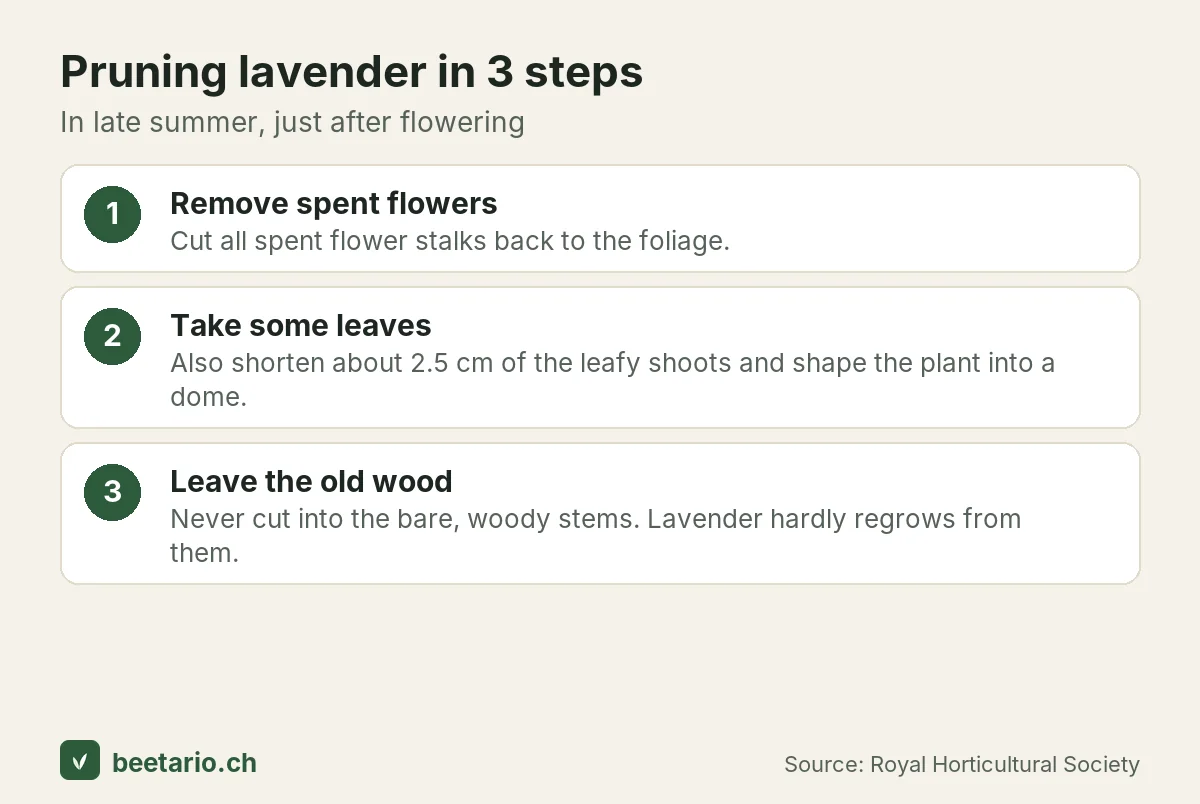 Pruning lavender in 3 steps
In late summer, just after flowering
1
Remove spent flowers
Cut all spent flower stalks back to the foliage.
2
Take some leaves
Also shorten about 2.5 cm of the leafy shoots and shape the plant into a
dome.
3
Leave the old wood
Never cut into the bare, woody stems. Lavender hardly regrows from
them.
beetario.ch
Source: Royal Horticultural Society